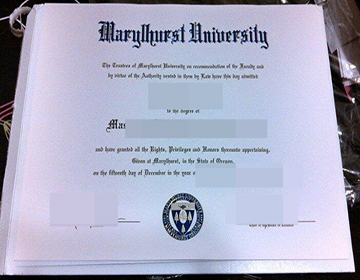 Marylhurst University
The Trustees of Marylhurst University on recommendation of the Faculty and
by virtue of the Authority vested in them by Law have this day admitted
to the degree of
Mas
and have granted all the Rights, Privileges and Honors thereunto appertaining.
Given at Marylhurst, in the State of Oregon,
on the fifteenth day of December in the year